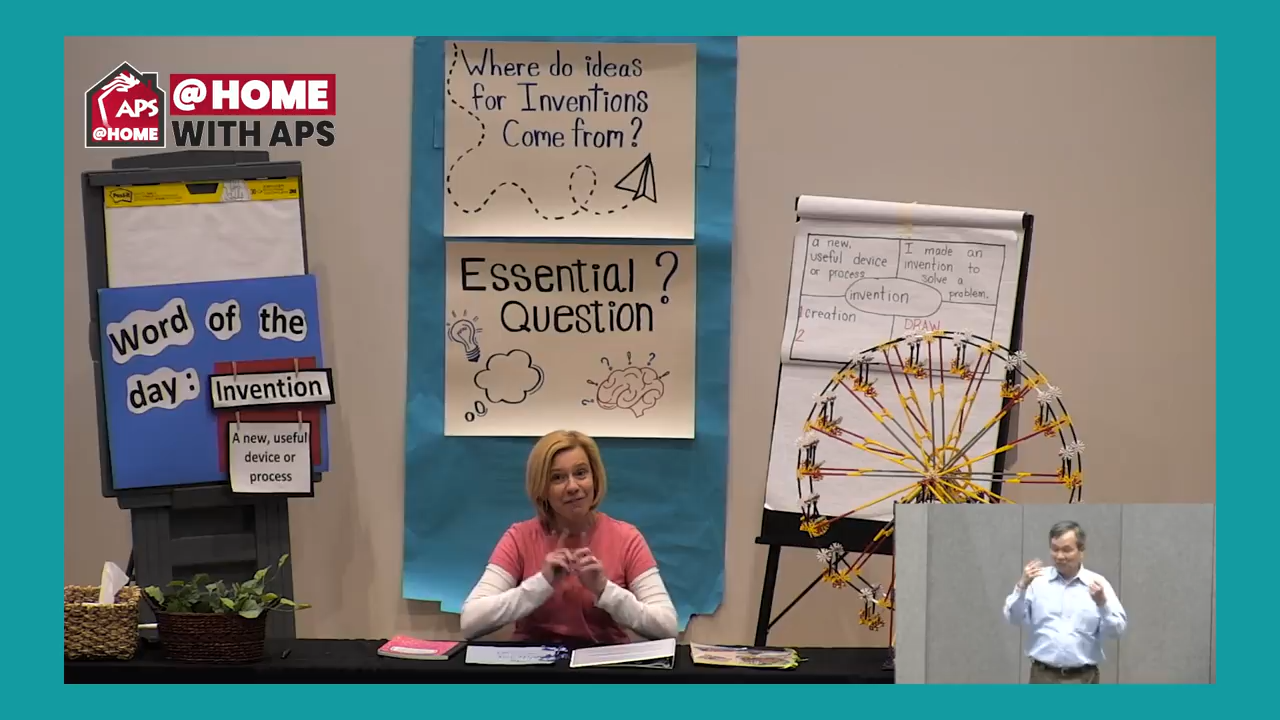 APS
@HOME
@HOME
WITH APS
Where do ideas
for Inventions
Come from?
Post-it
Essential ?
Question
Word of the
day:
Invention
A new, useful
device or
process
a new,
useful device
or process
I made an
invention to
solve a
problem.
invention
1 creation
2
DRAW